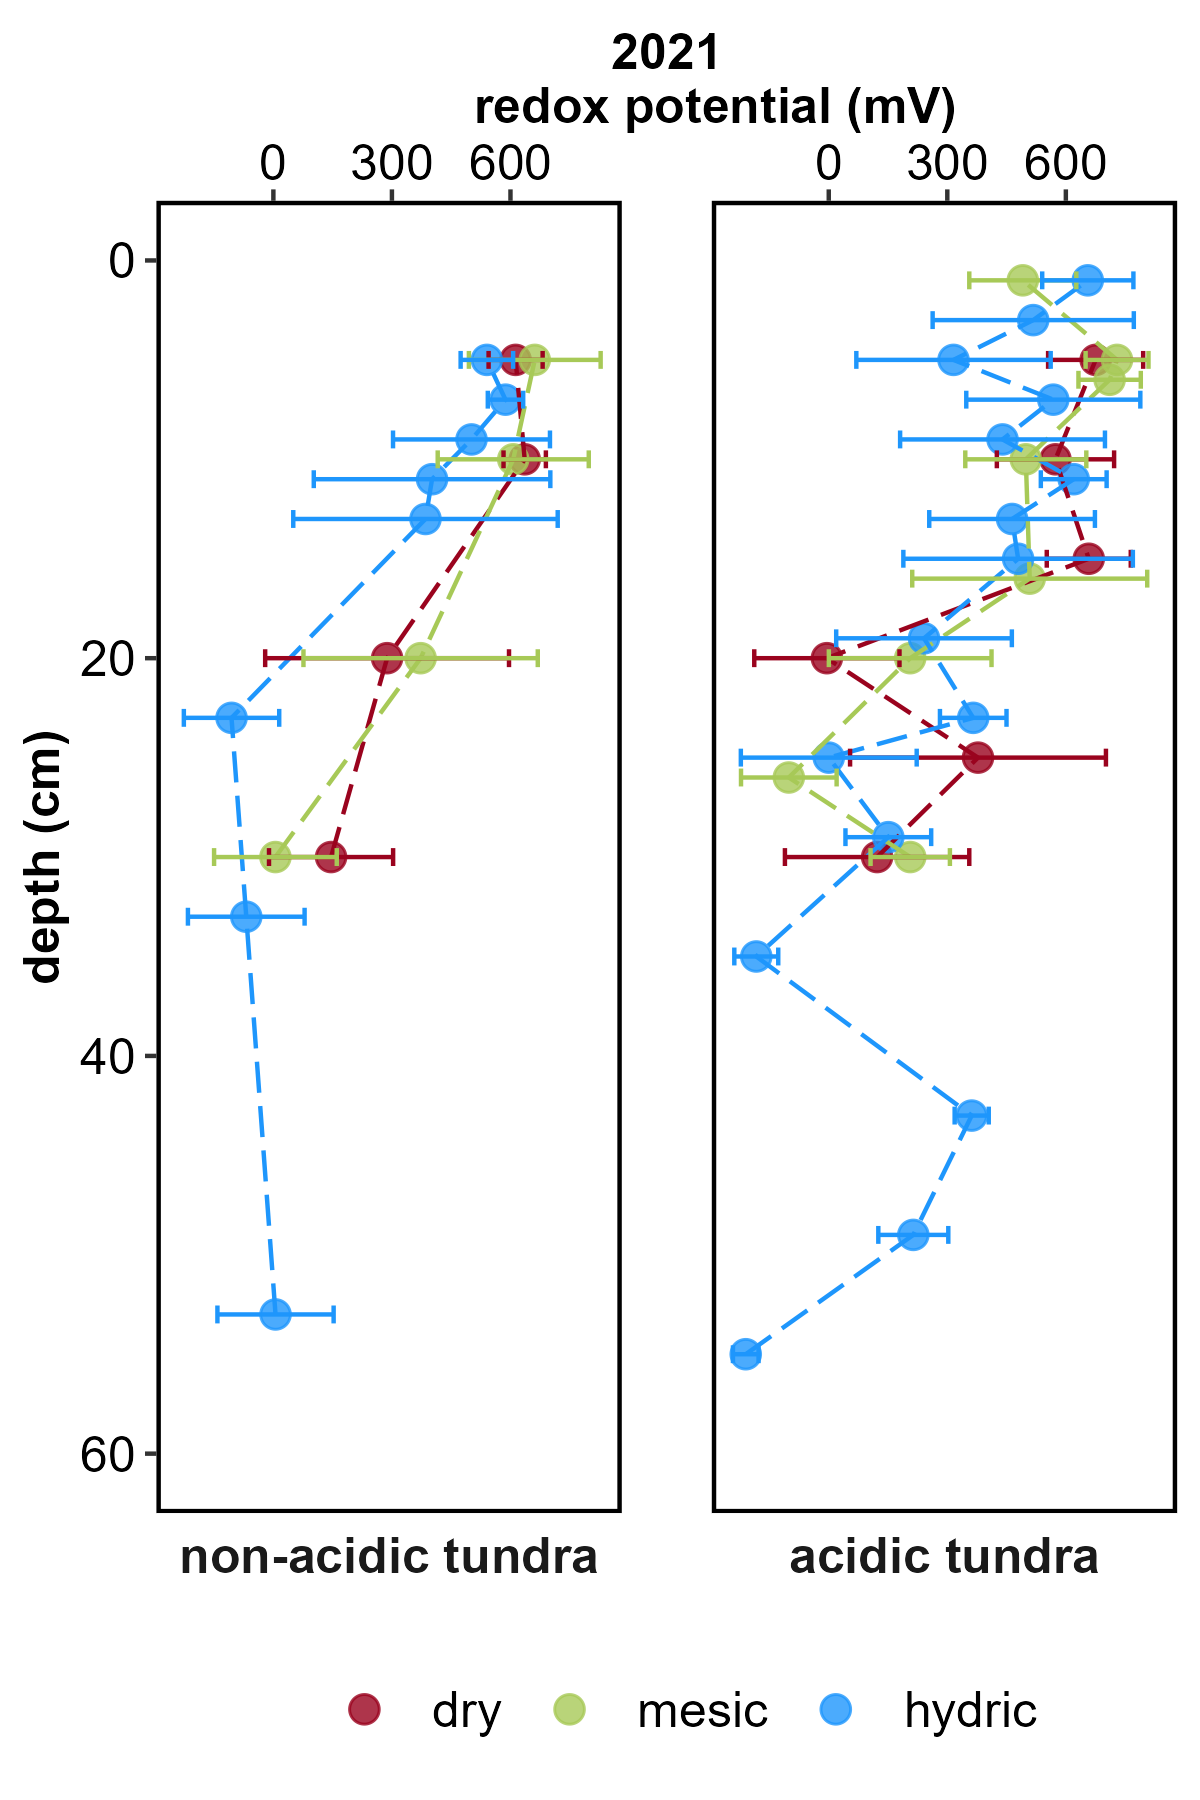 2021
redox potential (mV)
0 300 600 0 300 600
0
20
40
60
depth (cm)
non-acidic tundra acidic tundra
dry mesic hydric